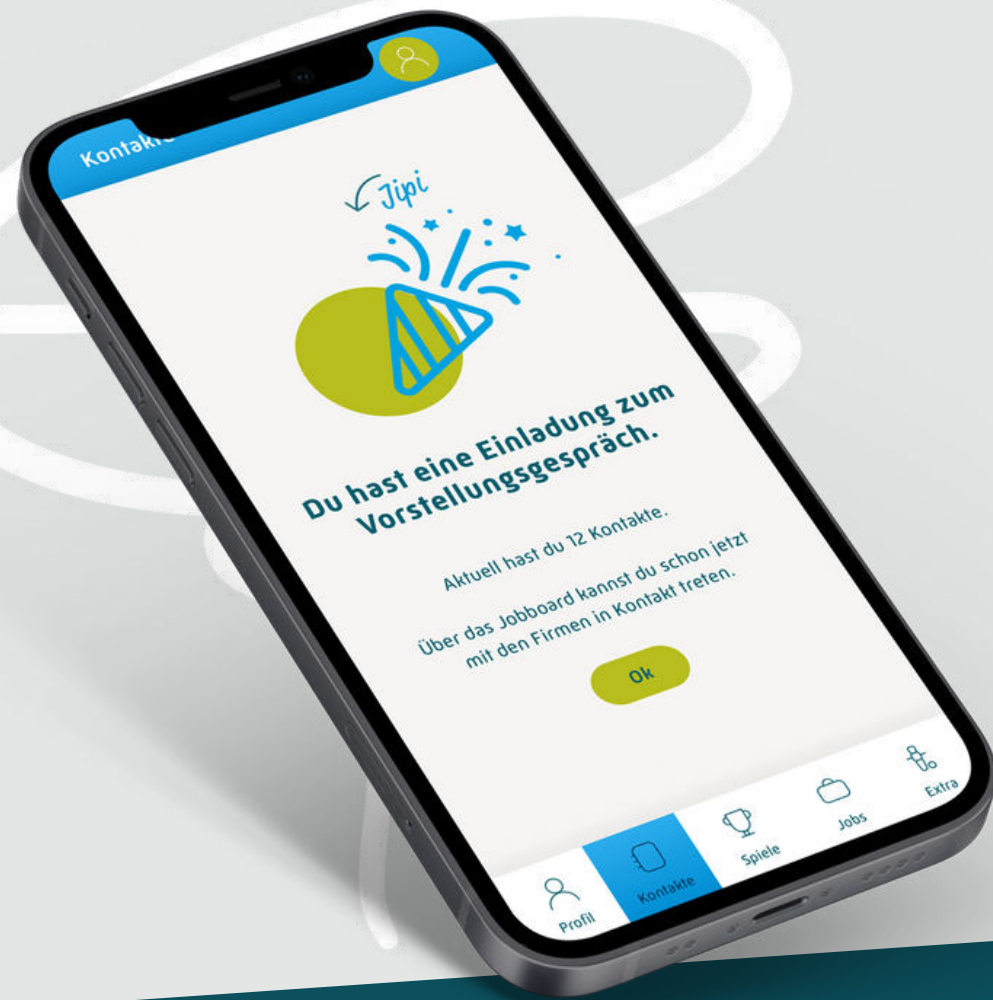 Kontakte
Jipi
Du hast eine Einladung zum
Vorstellungsgespräch.
Aktuell hast du 12 Kontakte.
Über das Jobboard kannst du schon jetzt
mit den Firmen in Kontakt treten.
Ok
Profil
Kontakte
Spiele
Jobs
Extra